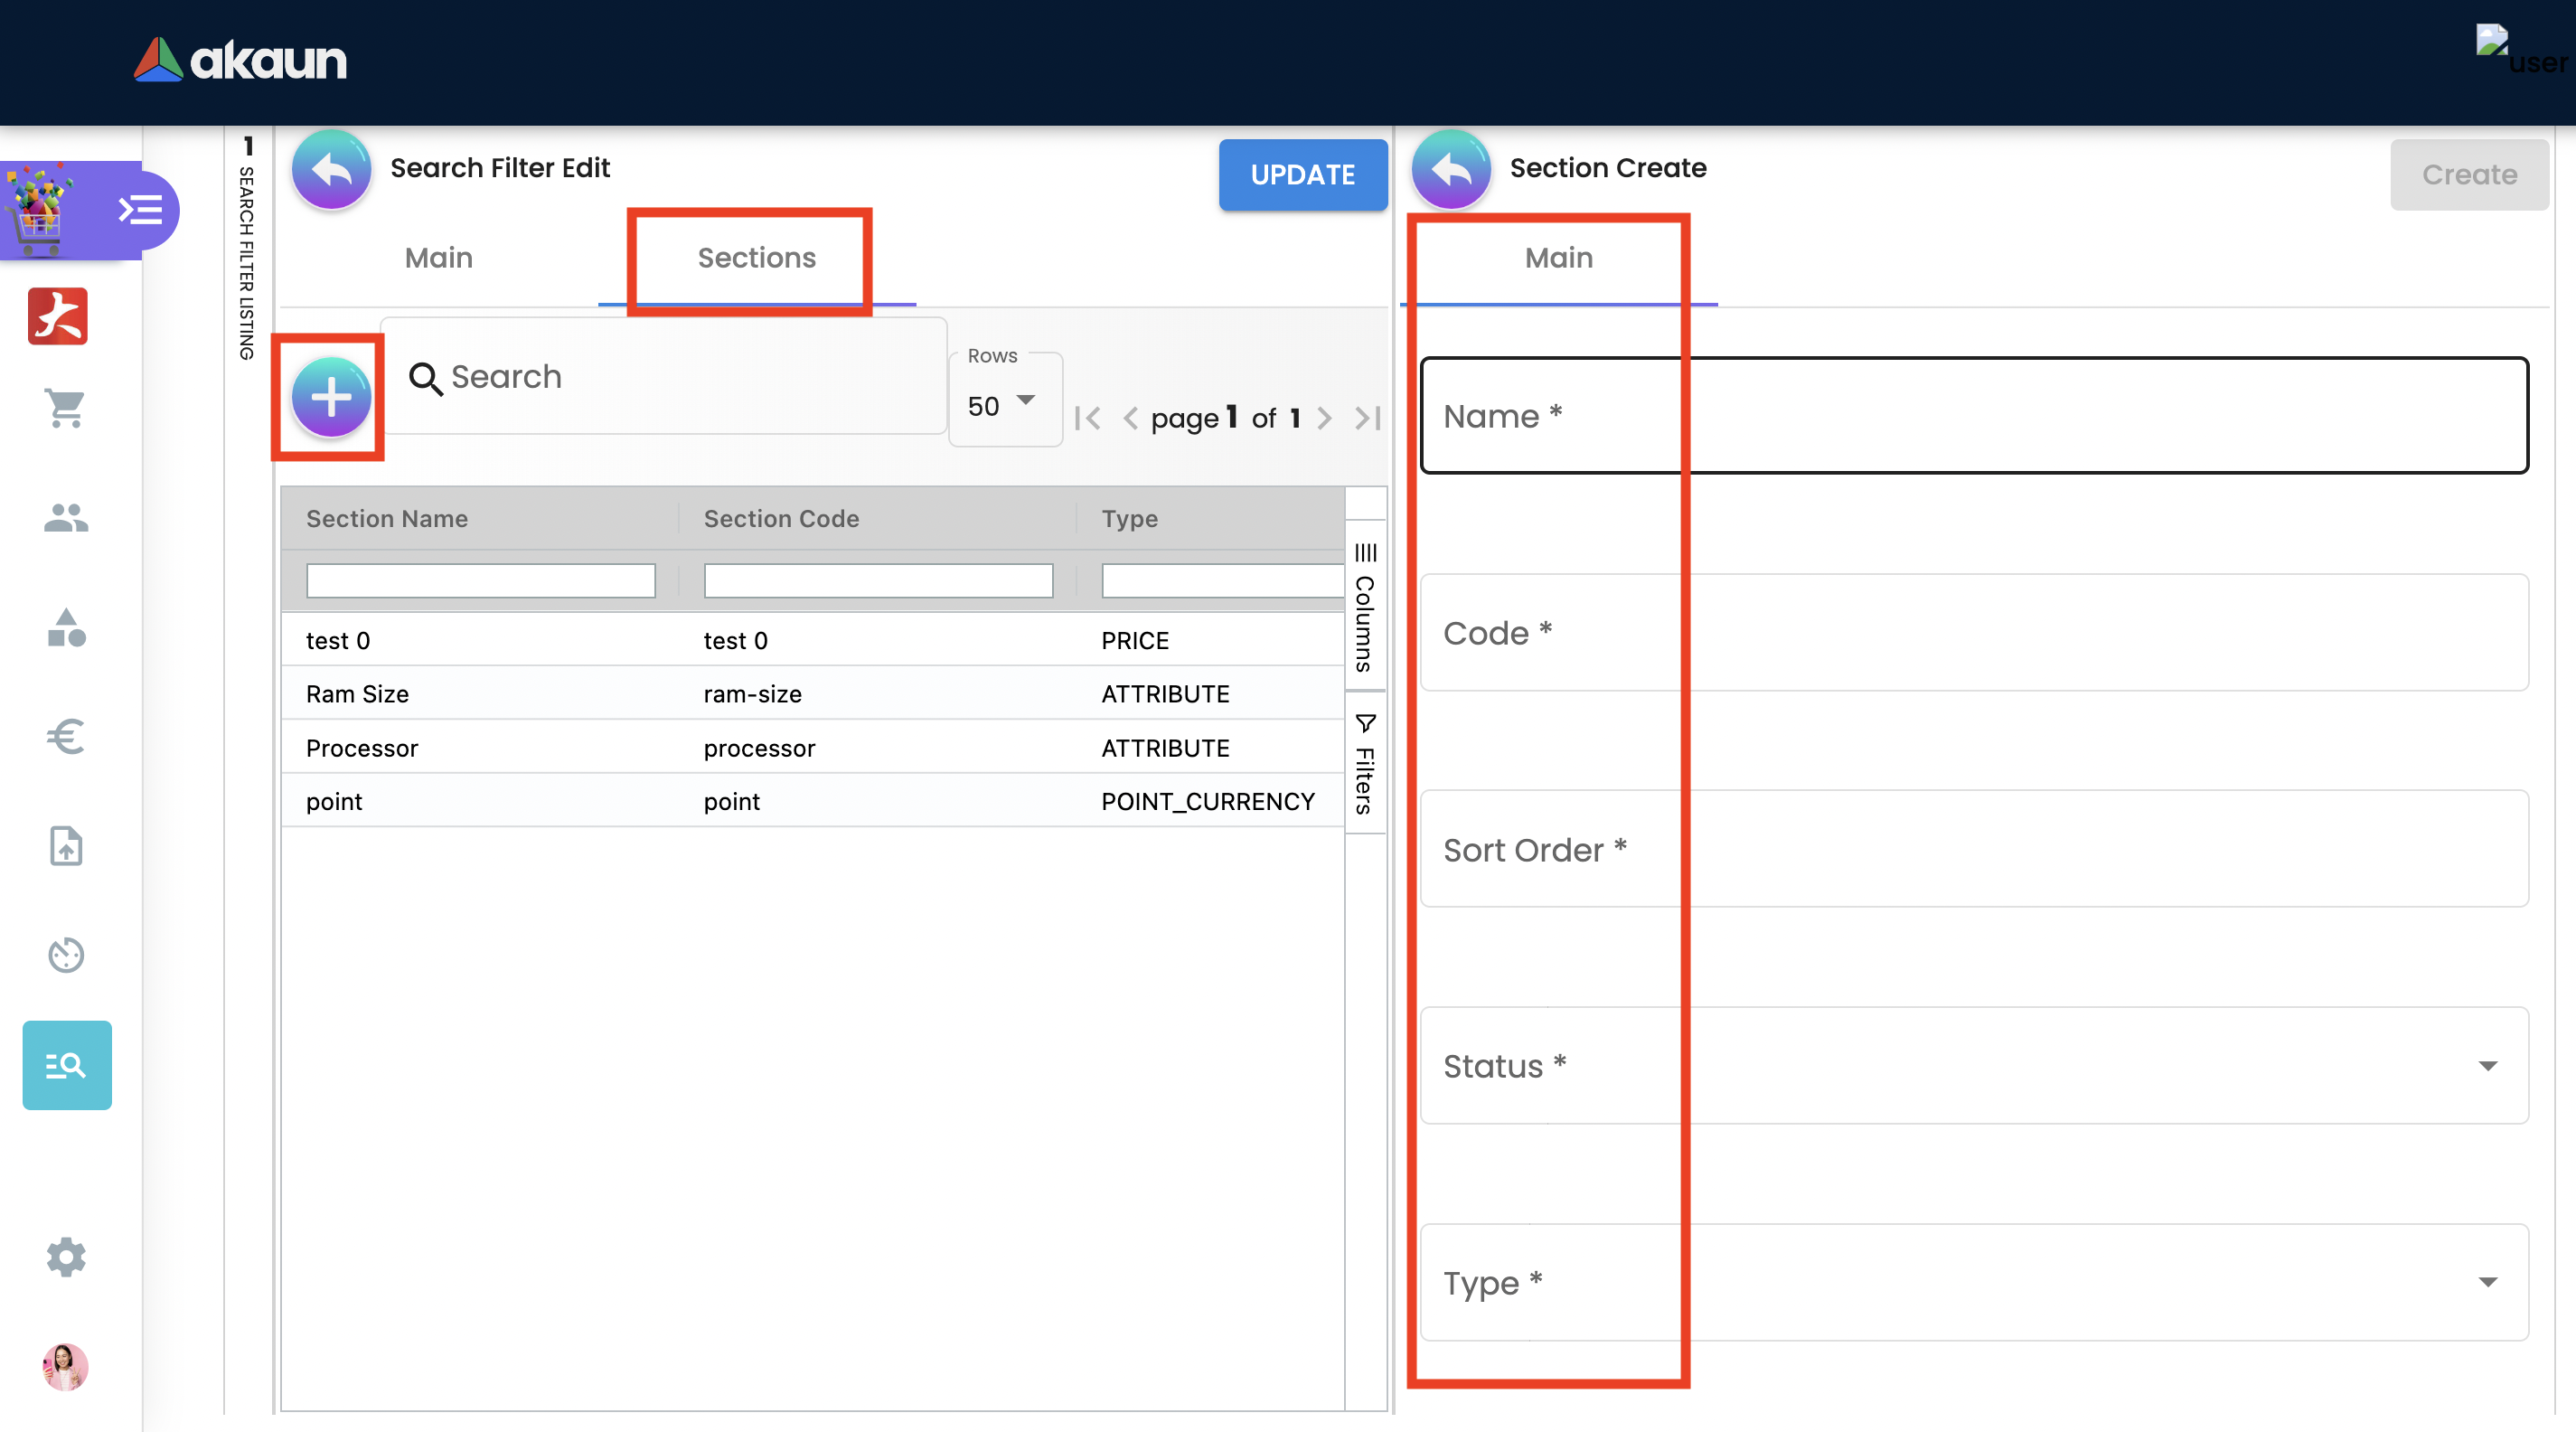 akaun
user
1 SEARCH FILTER LISTING
Search Filter Edit
UPDATE
Main
Sections
Search
Rows
50
page 1 of 1
Section Name Section Code Type
test 0 test 0 PRICE
Ram Size ram-size ATTRIBUTE
Processor processor ATTRIBUTE
point point POINT_CURRENCY
Columns
Filters
Section Create
Create
Main
Name *
Code *
Sort Order *
Status *
Type *